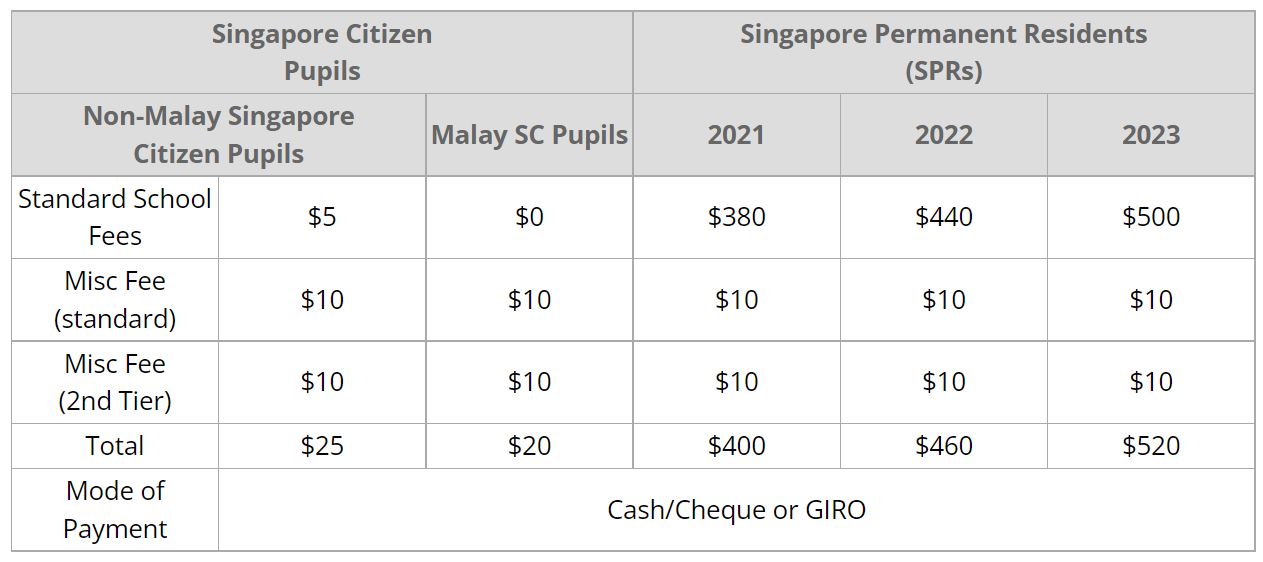 Singapore Citizen
Pupils
Singapore Permanent Residents
(SPRs)
Non-Malay Singapore
Citizen Pupils
Malay SC Pupils
2021
2022
2023
Standard School
Fees
$5
$0
$380
$440
$500
Misc Fee
(standard)
$10
$10
$10
$10
$10
Misc Fee
(2nd Tier)
$10
$10
$10
$10
$10
Total
$25
$20
$400
$460
$520
Mode of
Payment
Cash/Cheque or GIRO